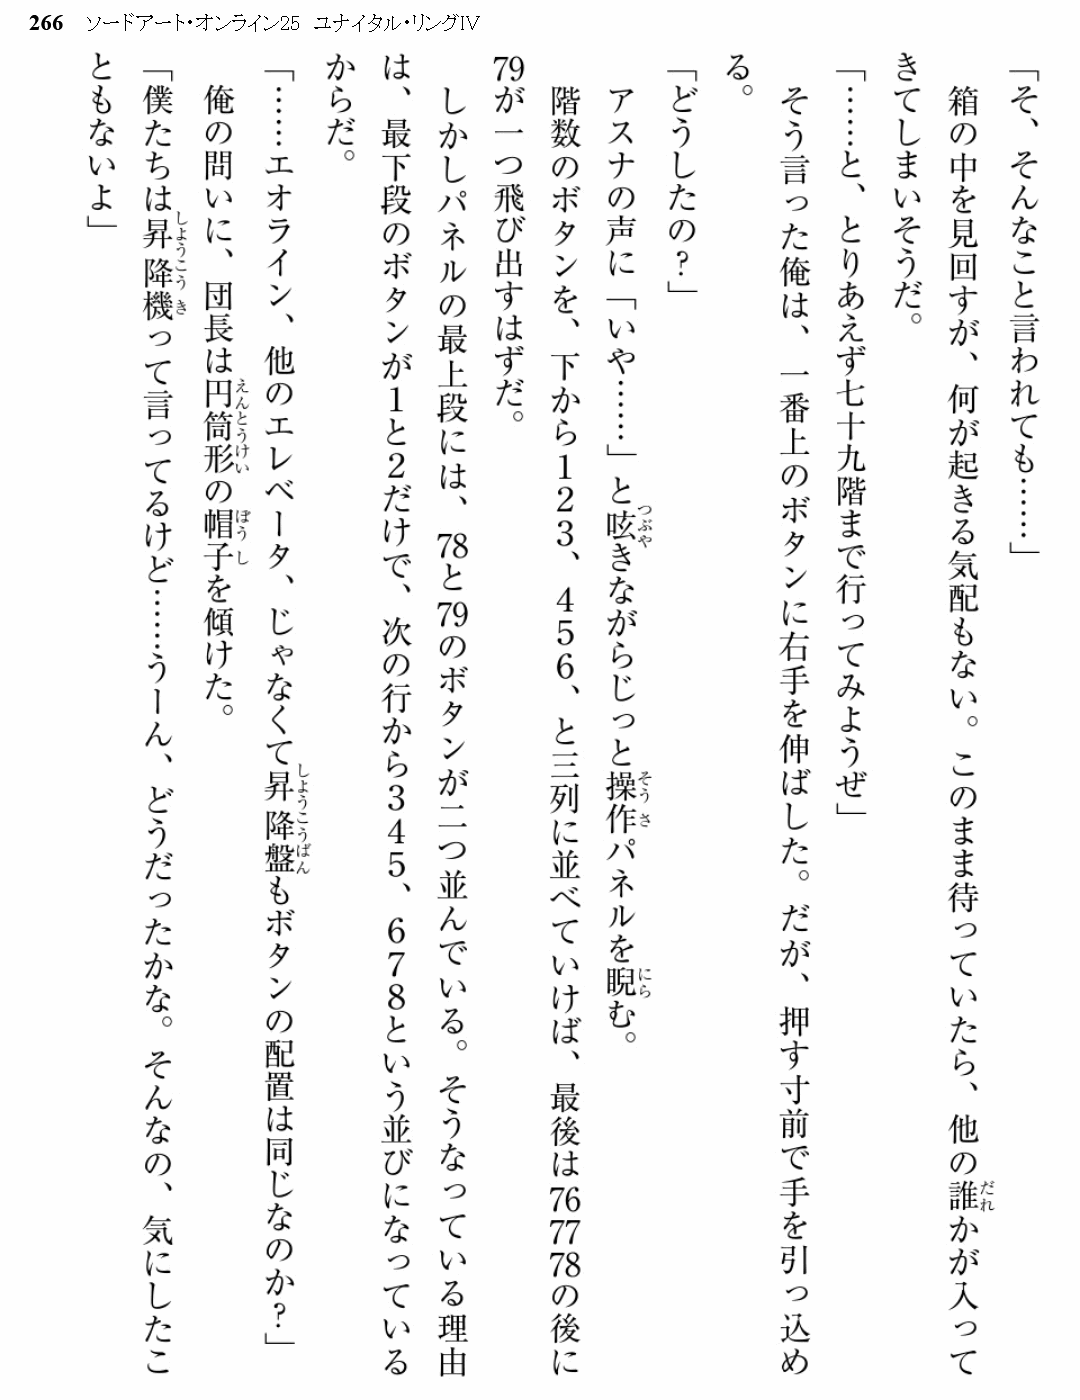 266 ソードアート・オンライン25 ユナイタル・リングIV
「そ、そんなこと言われても……」
箱の中を見回すが、何が起きる気配もない。このまま待っていたら、他の誰かが入って
きてしまいそうだ。
「……と、とりあえず七十九階まで行ってみようぜ」
そう言った俺は、一番上のボタンに右手を伸ばした。だが、押す寸前で手を引っ込め
る。
「どうしたの？」
アスナの声に「いや……」と呟きながらじっと操作パネルを睨む。
階数のボタンを、下から１２３、４５６、と三列に並べていけば、最後は76 77 78の後に
79が一つ飛び出すはずだ。
しかしパネルの最上段には、78と79のボタンが二つ並んでいる。そうなっている理由
は、最下段のボタンが１と２だけで、次の行から３４５、６７８という並びになっている
からだ。
「……エオライン、他のエレベータ、じゃなくて昇降盤もボタンの配置は同じなのか？」
俺の問いに、団長は円筒形の帽子を傾けた。
「僕たちは昇降機って言ってるけど……うーん、どうだったかな。そんなの、気にしたこ
ともないよ」